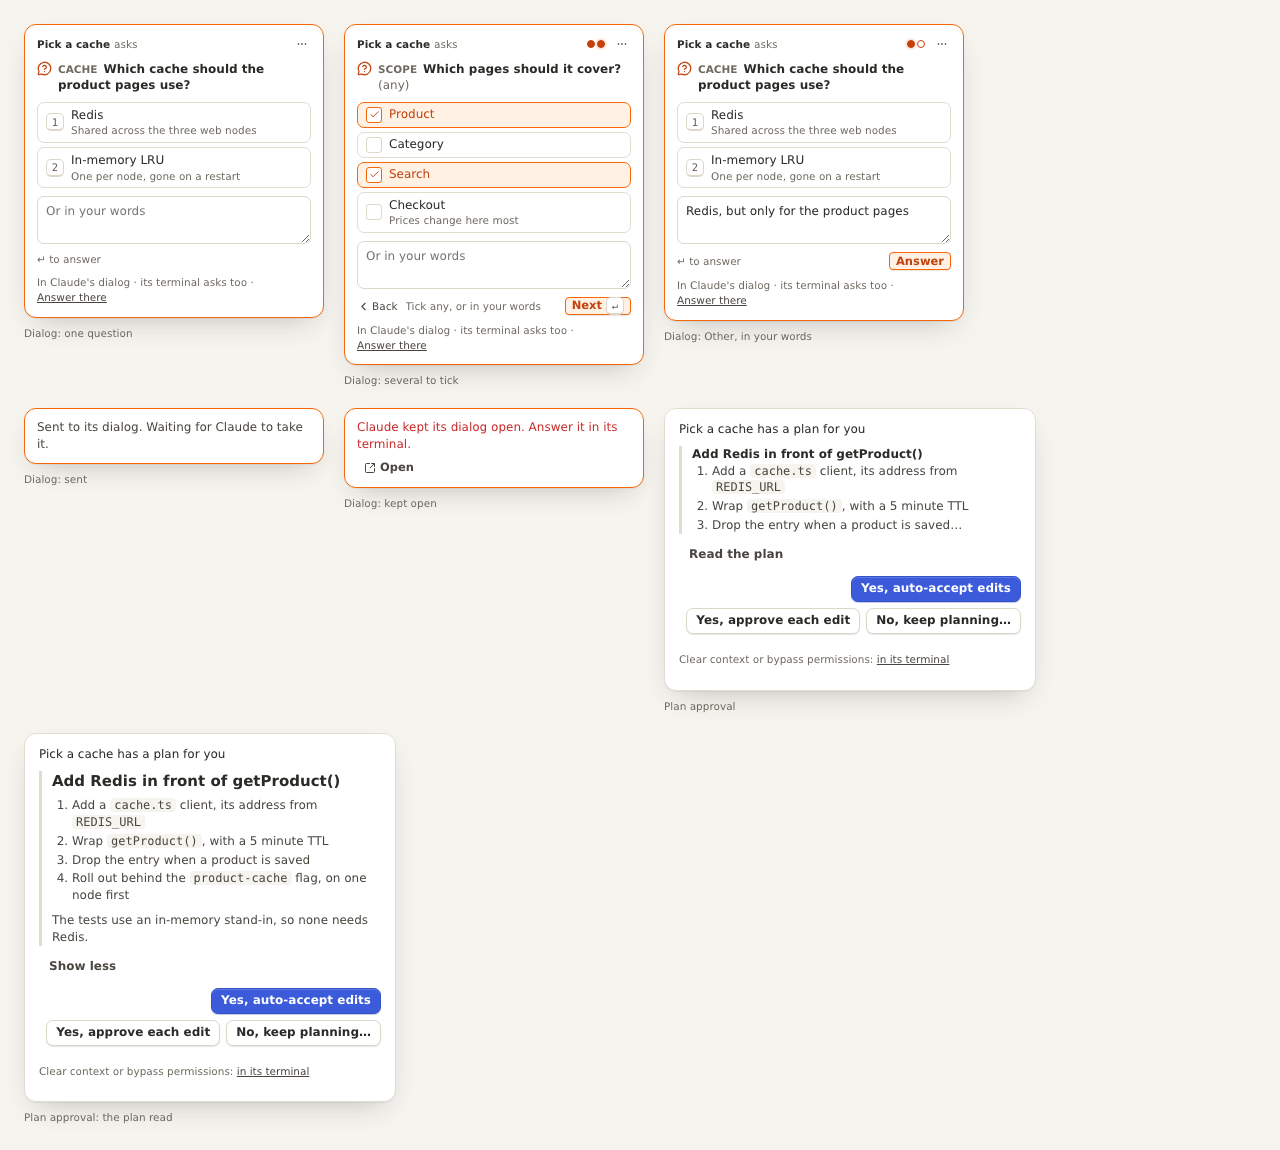 Pick a cache asks ...
CACHE Which cache should the
product pages use?
1 Redis
Shared across the three web nodes
2 In-memory LRU
One per node, gone on a restart
Or in your words
↵ to answer
In Claude's dialog · its terminal asks too ·
Answer there
Dialog: one question
Pick a cache asks ...
SCOPE Which pages should it cover?
(any)
Product
Category
Search
Checkout
Prices change here most
Or in your words
Back Tick any, or in your words Next ↵
In Claude's dialog · its terminal asks too ·
Answer there
Dialog: several to tick
Pick a cache asks ...
CACHE Which cache should the
product pages use?
1 Redis
Shared across the three web nodes
2 In-memory LRU
One per node, gone on a restart
Redis, but only for the product pages
↵ to answer Answer
In Claude's dialog · its terminal asks too ·
Answer there
Dialog: Other, in your words
Sent to its dialog. Waiting for Claude to take
it.
Dialog: sent
Claude kept its dialog open. Answer it in its
terminal.
Open
Dialog: kept open
Pick a cache has a plan for you
Add Redis in front of getProduct()
1. Add a cache.ts client, its address from
REDIS_URL
2. Wrap getProduct(), with a 5 minute TTL
3. Drop the entry when a product is saved…
Read the plan
Yes, auto-accept edits
Yes, approve each edit No, keep planning…
Clear context or bypass permissions: in its terminal
Plan approval
Pick a cache has a plan for you
Add Redis in front of getProduct()
1. Add a cache.ts client, its address from
REDIS_URL
2. Wrap getProduct(), with a 5 minute TTL
3. Drop the entry when a product is saved
4. Roll out behind the product-cache flag, on one
node first
The tests use an in-memory stand-in, so none needs
Redis.
Show less
Yes, auto-accept edits
Yes, approve each edit No, keep planning…
Clear context or bypass permissions: in its terminal
Plan approval: the plan read